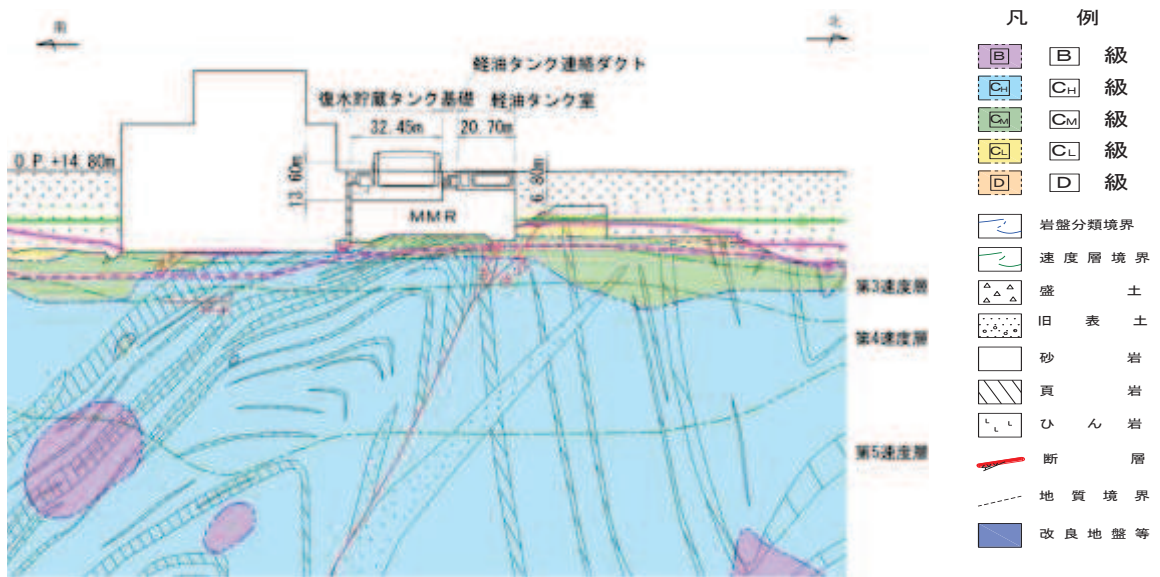 南
北
軽油タンク連絡ダクト
復水貯蔵タンク基礎 軽油タンク室
32.45m 20.70m
O.P.+14.80m
13.60m
6.80m
MMR
第3速度層
第4速度層
第5速度層
凡 例
B B 級
CH CH 級
CM CM 級
CL CL 級
D D 級
岩盤分類境界
速度層境界
盛土
旧表土
砂岩
頁岩
ひん岩
断層
地質境界
改良地盤等